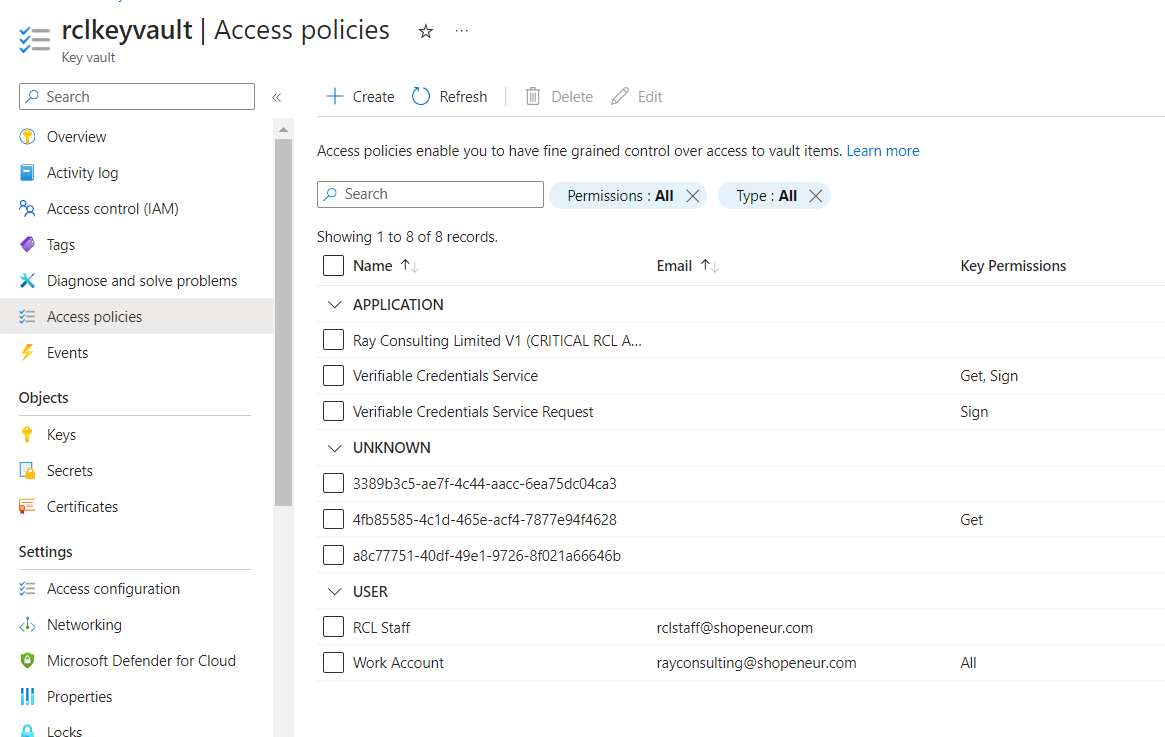 rclkeyvault | Access policies
Key vault
Search
Create Refresh Delete Edit
Overview
Activity log
Access control (IAM)
Tags
Diagnose and solve problems
Access policies
Events
Objects
Keys
Secrets
Certificates
Settings
Access configuration
Networking
Microsoft Defender for Cloud
Properties
Locks
Access policies enable you to have fine grained control over access to vault items. Learn more
Search Permissions : All Type : All
Showing 1 to 8 of 8 records.
Name Email Key Permissions
APPLICATION
Ray Consulting Limited V1 (CRITICAL RCL A...
Verifiable Credentials Service Get, Sign
Verifiable Credentials Service Request Sign
UNKNOWN
3389b3c5-ae7f-4c44-aacc-6ea75dc04ca3
4fb85585-4c1d-465e-acf4-7877e94f4628 Get
a8c77751-40df-49e1-9726-8f021a66646b
USER
RCL Staff rclstaff@shopeneur.com
Work Account rayconsulting@shopeneur.com All